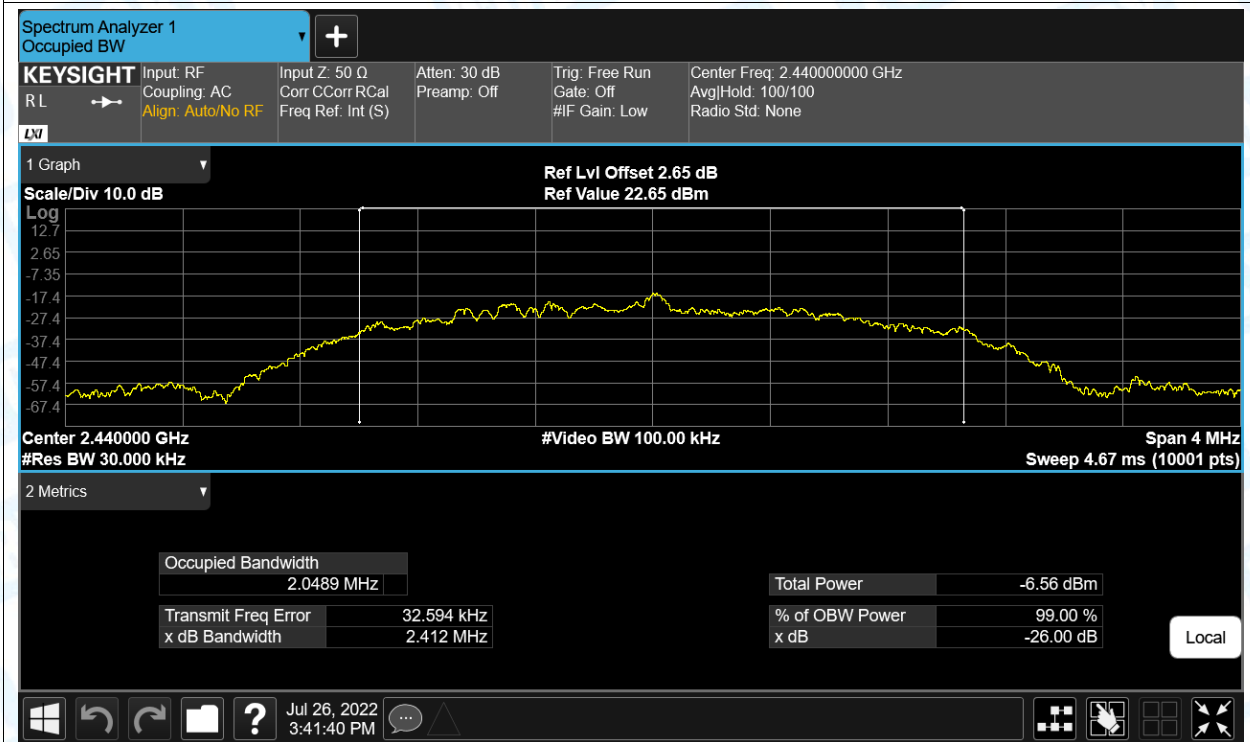 Spectrum Analyzer 1
Occupied BW
KEYSIGHT
R L
LXI
Input: RF
Coupling: AC
Align: Auto/No RF
Input Z: 50 Ω
Corr CCorr RCal
Freq Ref: Int (S)
Atten: 30 dB
Preamp: Off
Trig: Free Run
Gate: Off
#IF Gain: Low
Center Freq: 2.440000000 GHz
Avg|Hold: 100/100
Radio Std: None
1 Graph
Scale/Div 10.0 dB
Ref Lvl Offset 2.65 dB
Ref Value 22.65 dBm
Log
12.7
2.65
-7.35
-17.4
-27.4
-37.4
-47.4
-57.4
-67.4
Center 2.440000 GHz
#Video BW 100.00 kHz
Span 4 MHz
#Res BW 30.000 kHz
Sweep 4.67 ms (10001 pts)
2 Metrics
Occupied Bandwidth
2.0489 MHz
Transmit Freq Error 32.594 kHz
x dB Bandwidth 2.412 MHz
Total Power -6.56 dBm
% of OBW Power 99.00 %
x dB -26.00 dB
Local
?
Jul 26, 2022
3:41:40 PM